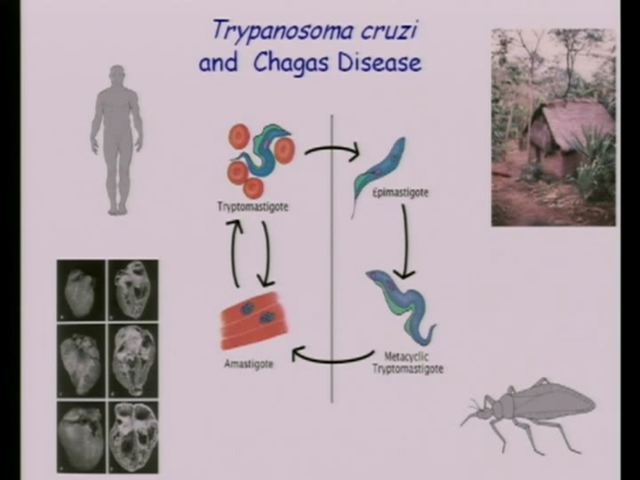 Trypanosoma cruzi
and Chagas Disease
Tryptomastigote
Epimastigote
Amastigote
Metacyclic
Tryptomastigote